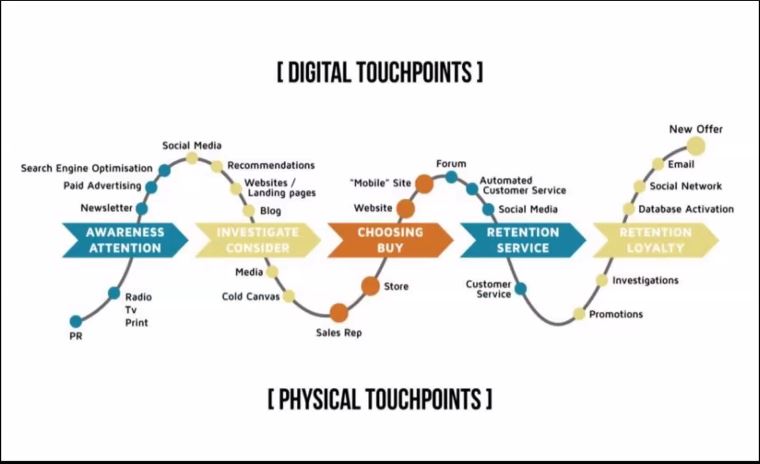 [ DIGITAL TOUCHPOINTS ]
New Offer
Social Media
Search Engine Optimisation
Recommendations
Forum
Email
Paid Advertising
Websites /
Landing pages
"Mobile" Site
Automated
Customer Service
Social Network
Newsletter
Blog
Website
Social Media
Database Activation
AWARENESS
ATTENTION
INVESTIGATE
CONSIDER
CHOOSING
BUY
RETENTION
SERVICE
RETENTION
LOYALTY
Media
Cold Canvas
Store
Customer
Service
Investigations
Radio
Tv
Print
Promotions
PR
Sales Rep
[ PHYSICAL TOUCHPOINTS ]